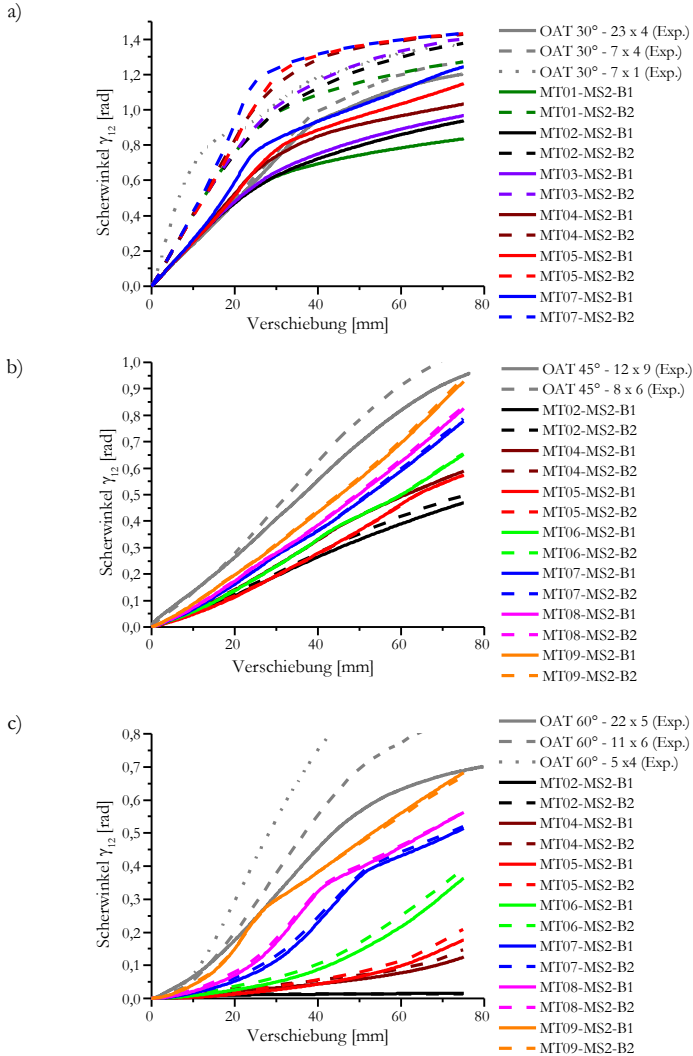 a)
Scherwinkel γ12 [rad]
1,4
1,2
1,0
0,8
0,6
0,4
0,2
0,0
0
20
40
60
80
Verschiebung [mm]
OAT 30° - 23 x 4 (Exp.)
OAT 30° - 7 x 4 (Exp.)
OAT 30° - 7 x 1 (Exp.)
MT01-MS2-B1
MT01-MS2-B2
MT02-MS2-B1
MT02-MS2-B2
MT03-MS2-B1
MT03-MS2-B2
MT04-MS2-B1
MT04-MS2-B2
MT05-MS2-B1
MT05-MS2-B2
MT07-MS2-B1
MT07-MS2-B2
b)
Scherwinkel γ12 [rad]
1,0
0,9
0,8
0,7
0,6
0,5
0,4
0,3
0,2
0,1
0,0
0
20
40
60
80
Verschiebung [mm]
OAT 45° - 12 x 9 (Exp.)
OAT 45° - 8 x 6 (Exp.)
MT02-MS2-B1
MT02-MS2-B2
MT04-MS2-B1
MT04-MS2-B2
MT05-MS2-B1
MT05-MS2-B2
MT06-MS2-B1
MT06-MS2-B2
MT07-MS2-B1
MT07-MS2-B2
MT08-MS2-B1
MT08-MS2-B2
MT09-MS2-B1
MT09-MS2-B2
c)
Scherwinkel γ12 [rad]
0,8
0,7
0,6
0,5
0,4
0,3
0,2
0,1
0,0
0
20
40
60
80
Verschiebung [mm]
OAT 60° - 22 x 5 (Exp.)
OAT 60° - 11 x 6 (Exp.)
OAT 60° - 5 x4 (Exp.)
MT02-MS2-B1
MT02-MS2-B2
MT04-MS2-B1
MT04-MS2-B2
MT05-MS2-B1
MT05-MS2-B2
MT06-MS2-B1
MT06-MS2-B2
MT07-MS2-B1
MT07-MS2-B2
MT08-MS2-B1
MT08-MS2-B2
MT09-MS2-B1
MT09-MS2-B2